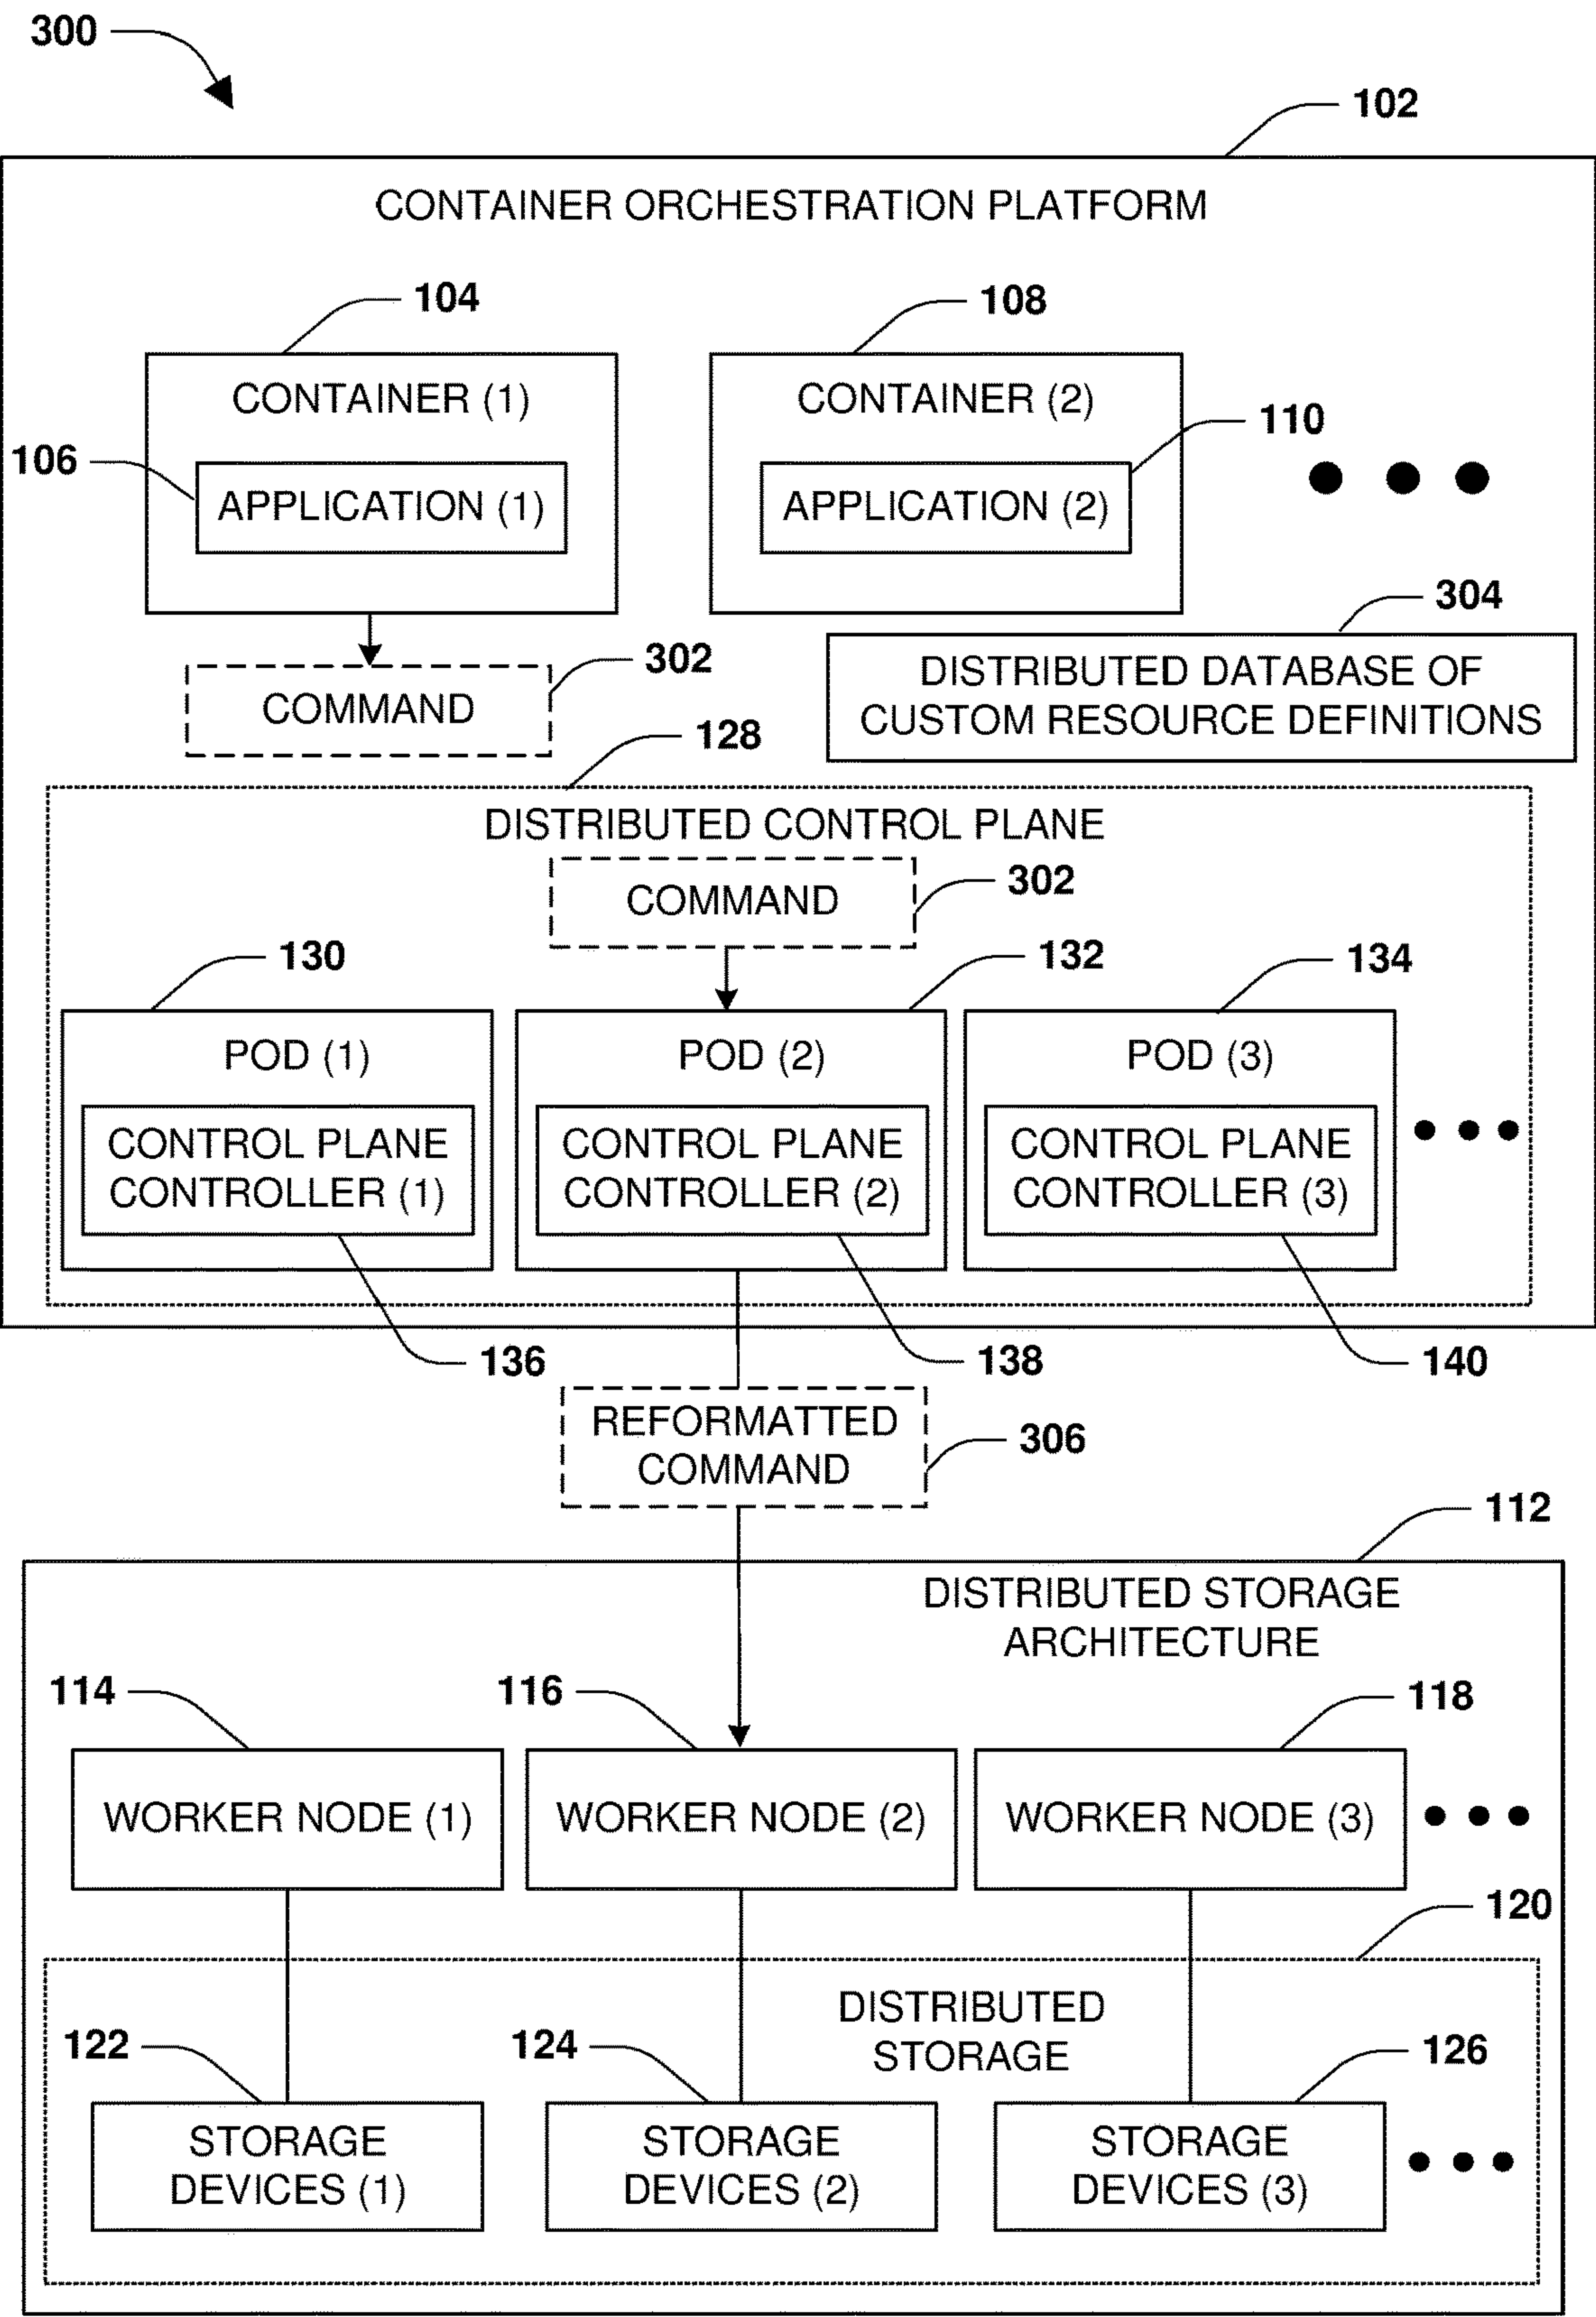 300
102
CONTAINER ORCHESTRATION PLATFORM
104
108
CONTAINER (1)
CONTAINER (2)
110
106
APPLICATION (1)
APPLICATION (2)
304
302
DISTRIBUTED DATABASE OF
CUSTOM RESOURCE DEFINITIONS
COMMAND
128
DISTRIBUTED CONTROL PLANE
COMMAND
302
130
132
134
POD (1)
POD (2)
POD (3)
CONTROL PLANE
CONTROLLER (1)
CONTROL PLANE
CONTROLLER (2)
CONTROL PLANE
CONTROLLER (3)
136
138
140
REFORMATTED
COMMAND
306
112
DISTRIBUTED STORAGE
ARCHITECTURE
114
116
118
WORKER NODE (1)
WORKER NODE (2)
WORKER NODE (3)
120
DISTRIBUTED
STORAGE
122
124
126
STORAGE
DEVICES (1)
STORAGE
DEVICES (2)
STORAGE
DEVICES (3)